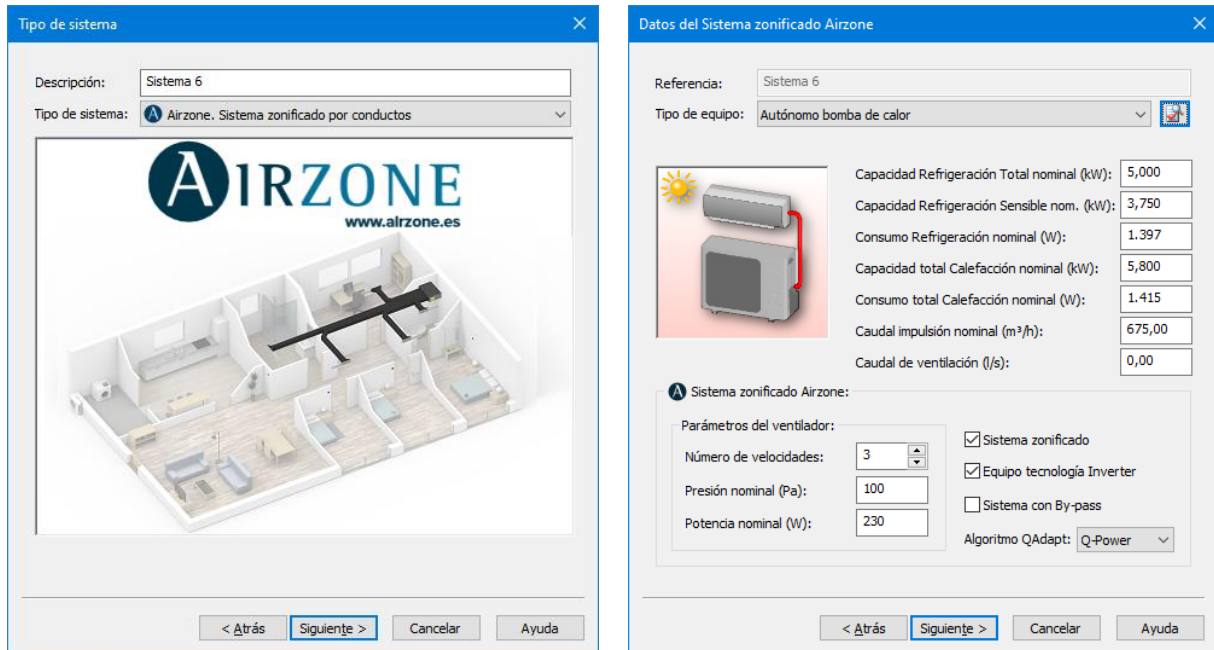 Tipo de sistema
Descripción: Sistema 6
Tipo de sistema: A Airzone. Sistema zonificado por conductos
AIRZONE
www.airzone.es
< Atrás Siguiente > Cancelar Ayuda
Datos del Sistema zonificado Airzone
Referencia: Sistema 6
Tipo de equipo: Autónomo bomba de calor
Capacidad Refrigeración Total nominal (kW): 5,000
Capacidad Refrigeración Sensible nom. (kW): 3,750
Consumo Refrigeración nominal (W): 1.397
Capacidad total Calefacción nominal (kW): 5,800
Consumo total Calefacción nominal (W): 1.415
Caudal impulsión nominal (m³/h): 675,00
Caudal de ventilación (l/s): 0,00
A Sistema zonificado Airzone:
Parámetros del ventilador:
Número de velocidades: 3
Presión nominal (Pa): 100
Potencia nominal (W): 230
Sistema zonificado
Equipo tecnología Inverter
Sistema con By-pass
Algoritmo QAdapt: Q-Power
< Atrás Siguiente > Cancelar Ayuda